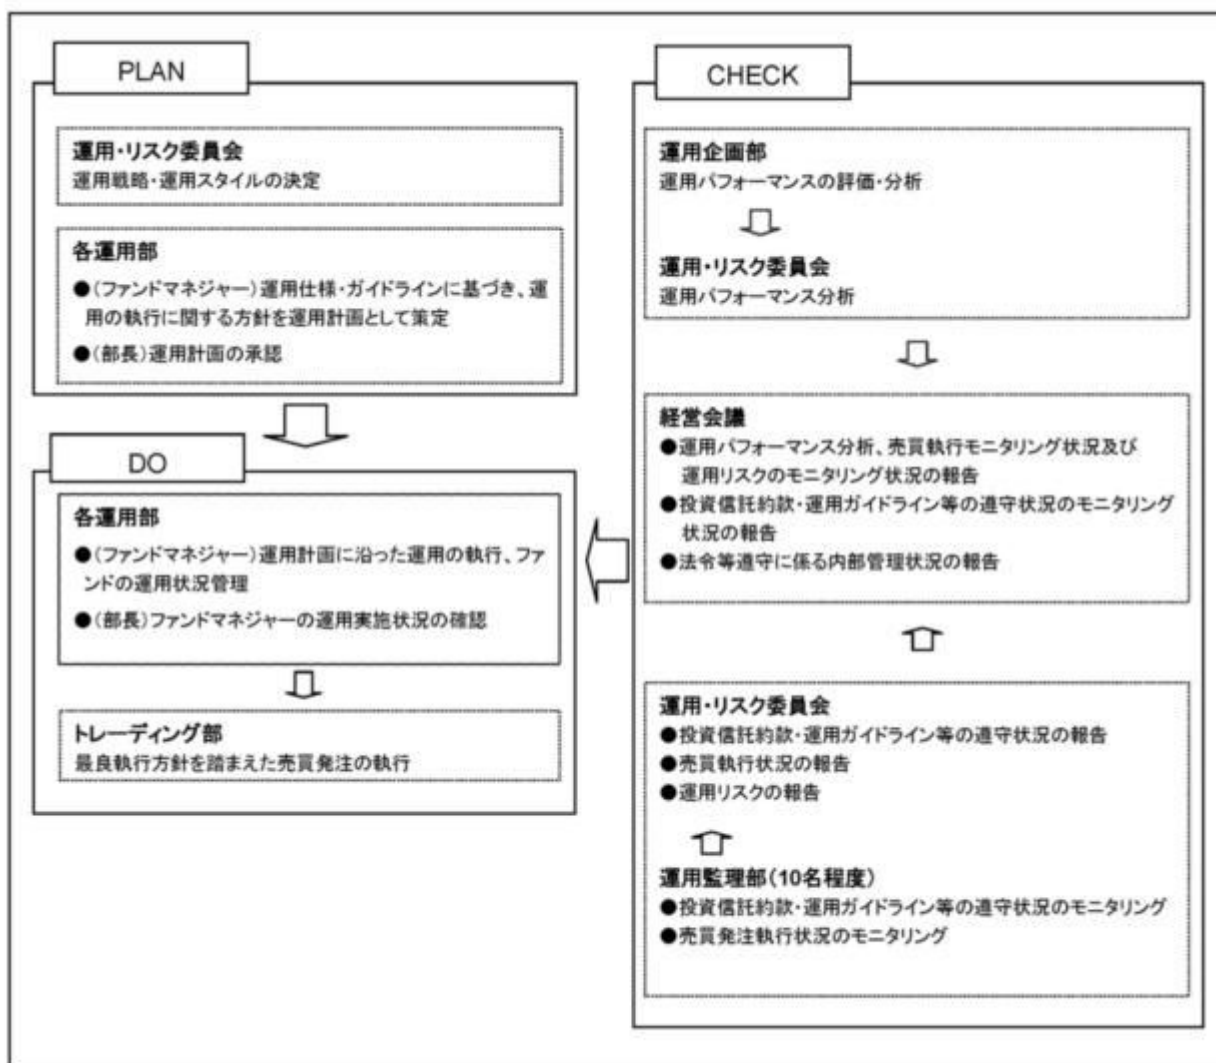 PLAN
運用・リスク委員会
運用戦略・運用スタイルの決定
各運用部
●(ファンドマネジャー)運用仕様・ガイドラインに基づき、運
用の執行に関する方針を運用計画として策定
●(部長)運用計画の承認
DO
各運用部
●(ファンドマネジャー)運用計画に沿った運用の執行、ファ
ンドの運用状況管理
●(部長)ファンドマネジャーの運用実施状況の確認
トレーディング部
最良執行方針を踏まえた売買発注の執行
CHECK
運用企画部
運用パフォーマンスの評価・分析
運用・リスク委員会
運用パフォーマンス分析
経営会議
●運用パフォーマンス分析、売買執行モニタリング状況及び
運用リスクのモニタリング状況の報告
●投資信託約款・運用ガイドライン等の遵守状況のモニタリング
状況の報告
●法令等遵守に係る内部管理状況の報告
運用・リスク委員会
●投資信託約款・運用ガイドライン等の遵守状況の報告
●売買執行状況の報告
●運用リスクの報告
運用監理部(10名程度)
●投資信託約款・運用ガイドライン等の遵守状況のモニタリング
●売買発注執行状況のモニタリング